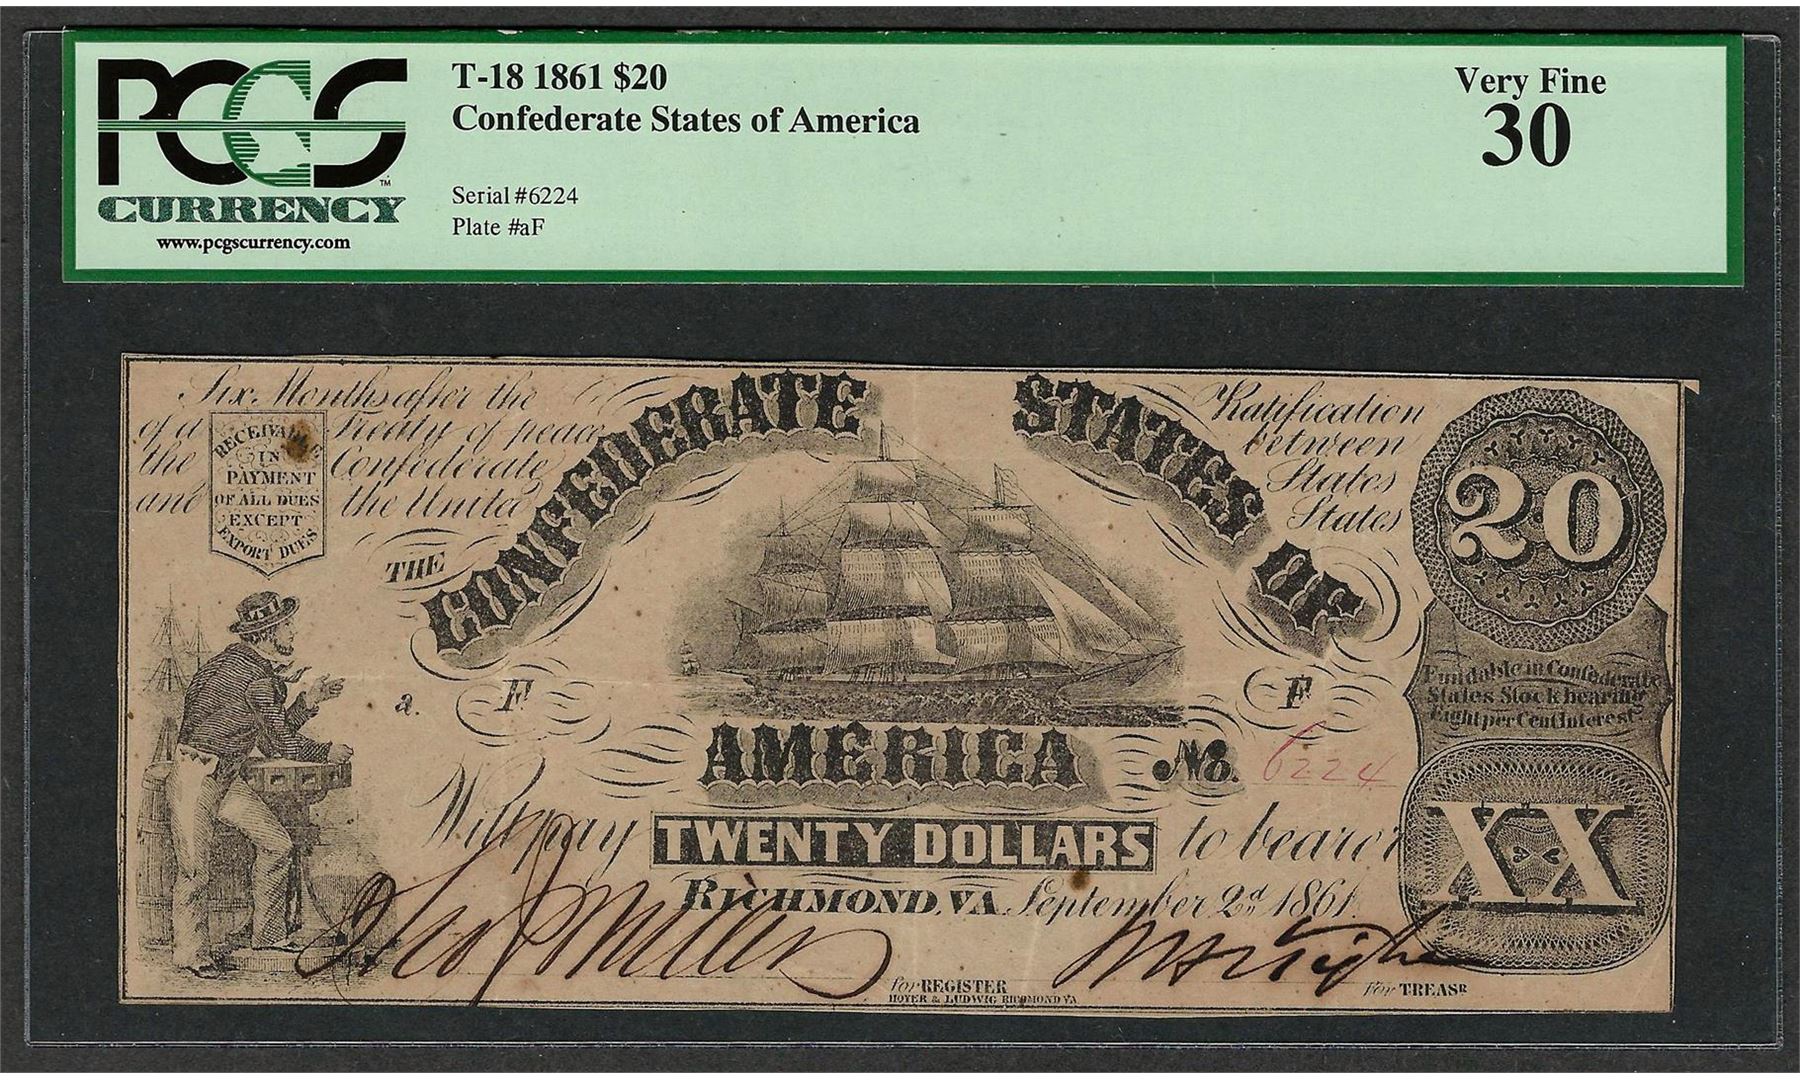 PCGS
CURRENCY
www.pcgscurrency.com
T-18 1861 $20
Confederate States of America
Serial #6224
Plate #aF
Very Fine
30
Six Months after the Ratification
of a Treaty of peace between
the Confederate States
and the United States
RECEIVABLE
IN
PAYMENT
OF ALL DUES
EXCEPT
EXPORT DUES
THE
CONFEDERATE STATES OF
AMERICA
20
Fundable in Confederate
States Stock bearing
Eight per Cent Interest
a. F F
No. 6224
Will pay TWENTY DOLLARS to bearer
XX
RICHMOND, VA September 2d 1861.
For REGISTER
HOYER & LUDWIG RICHMOND VA
For TREASR